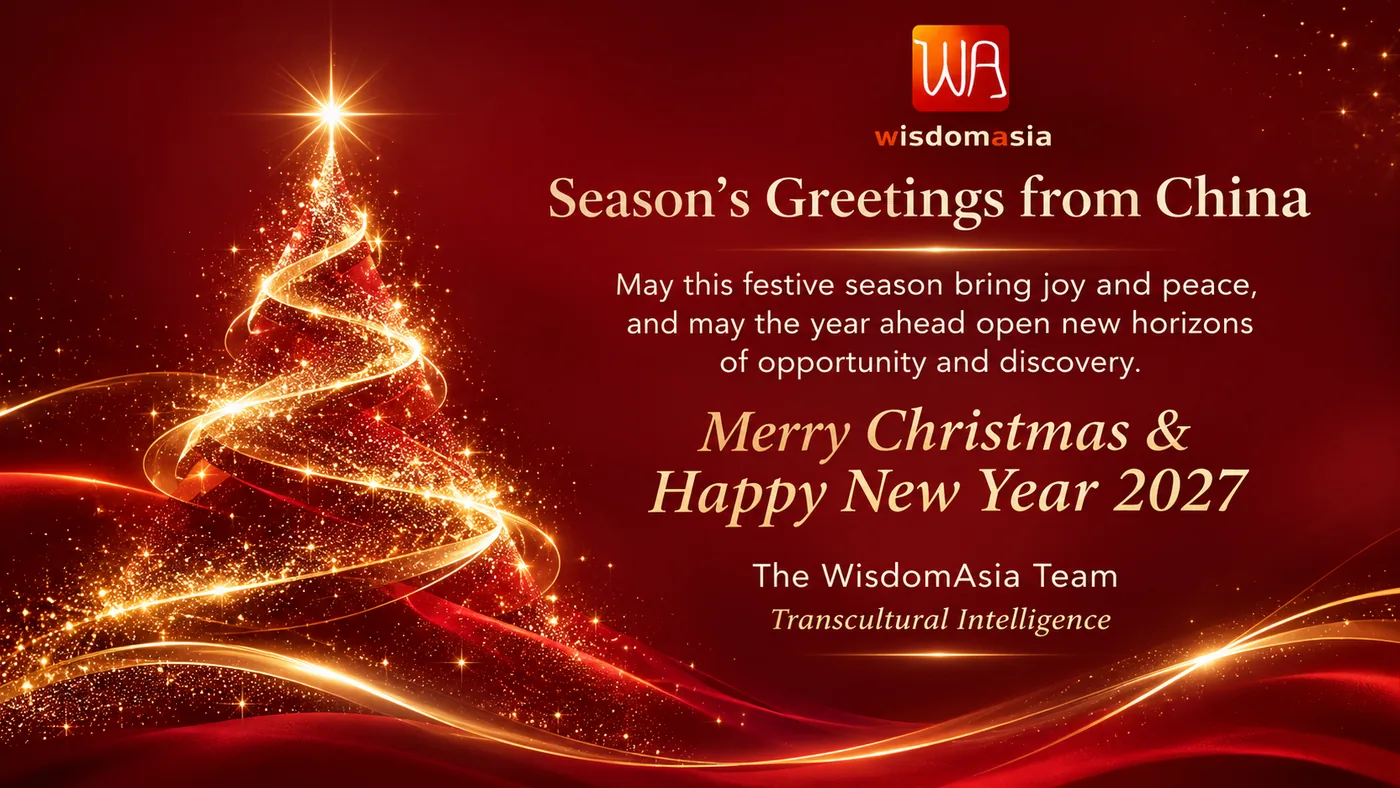 WA
wisdomasia
Season's Greetings from China
May this festive season bring joy and peace,
and may the year ahead open new horizons
of opportunity and discovery.
Merry Christmas &
Happy New Year 2027
The WisdomAsia Team
Transcultural Intelligence